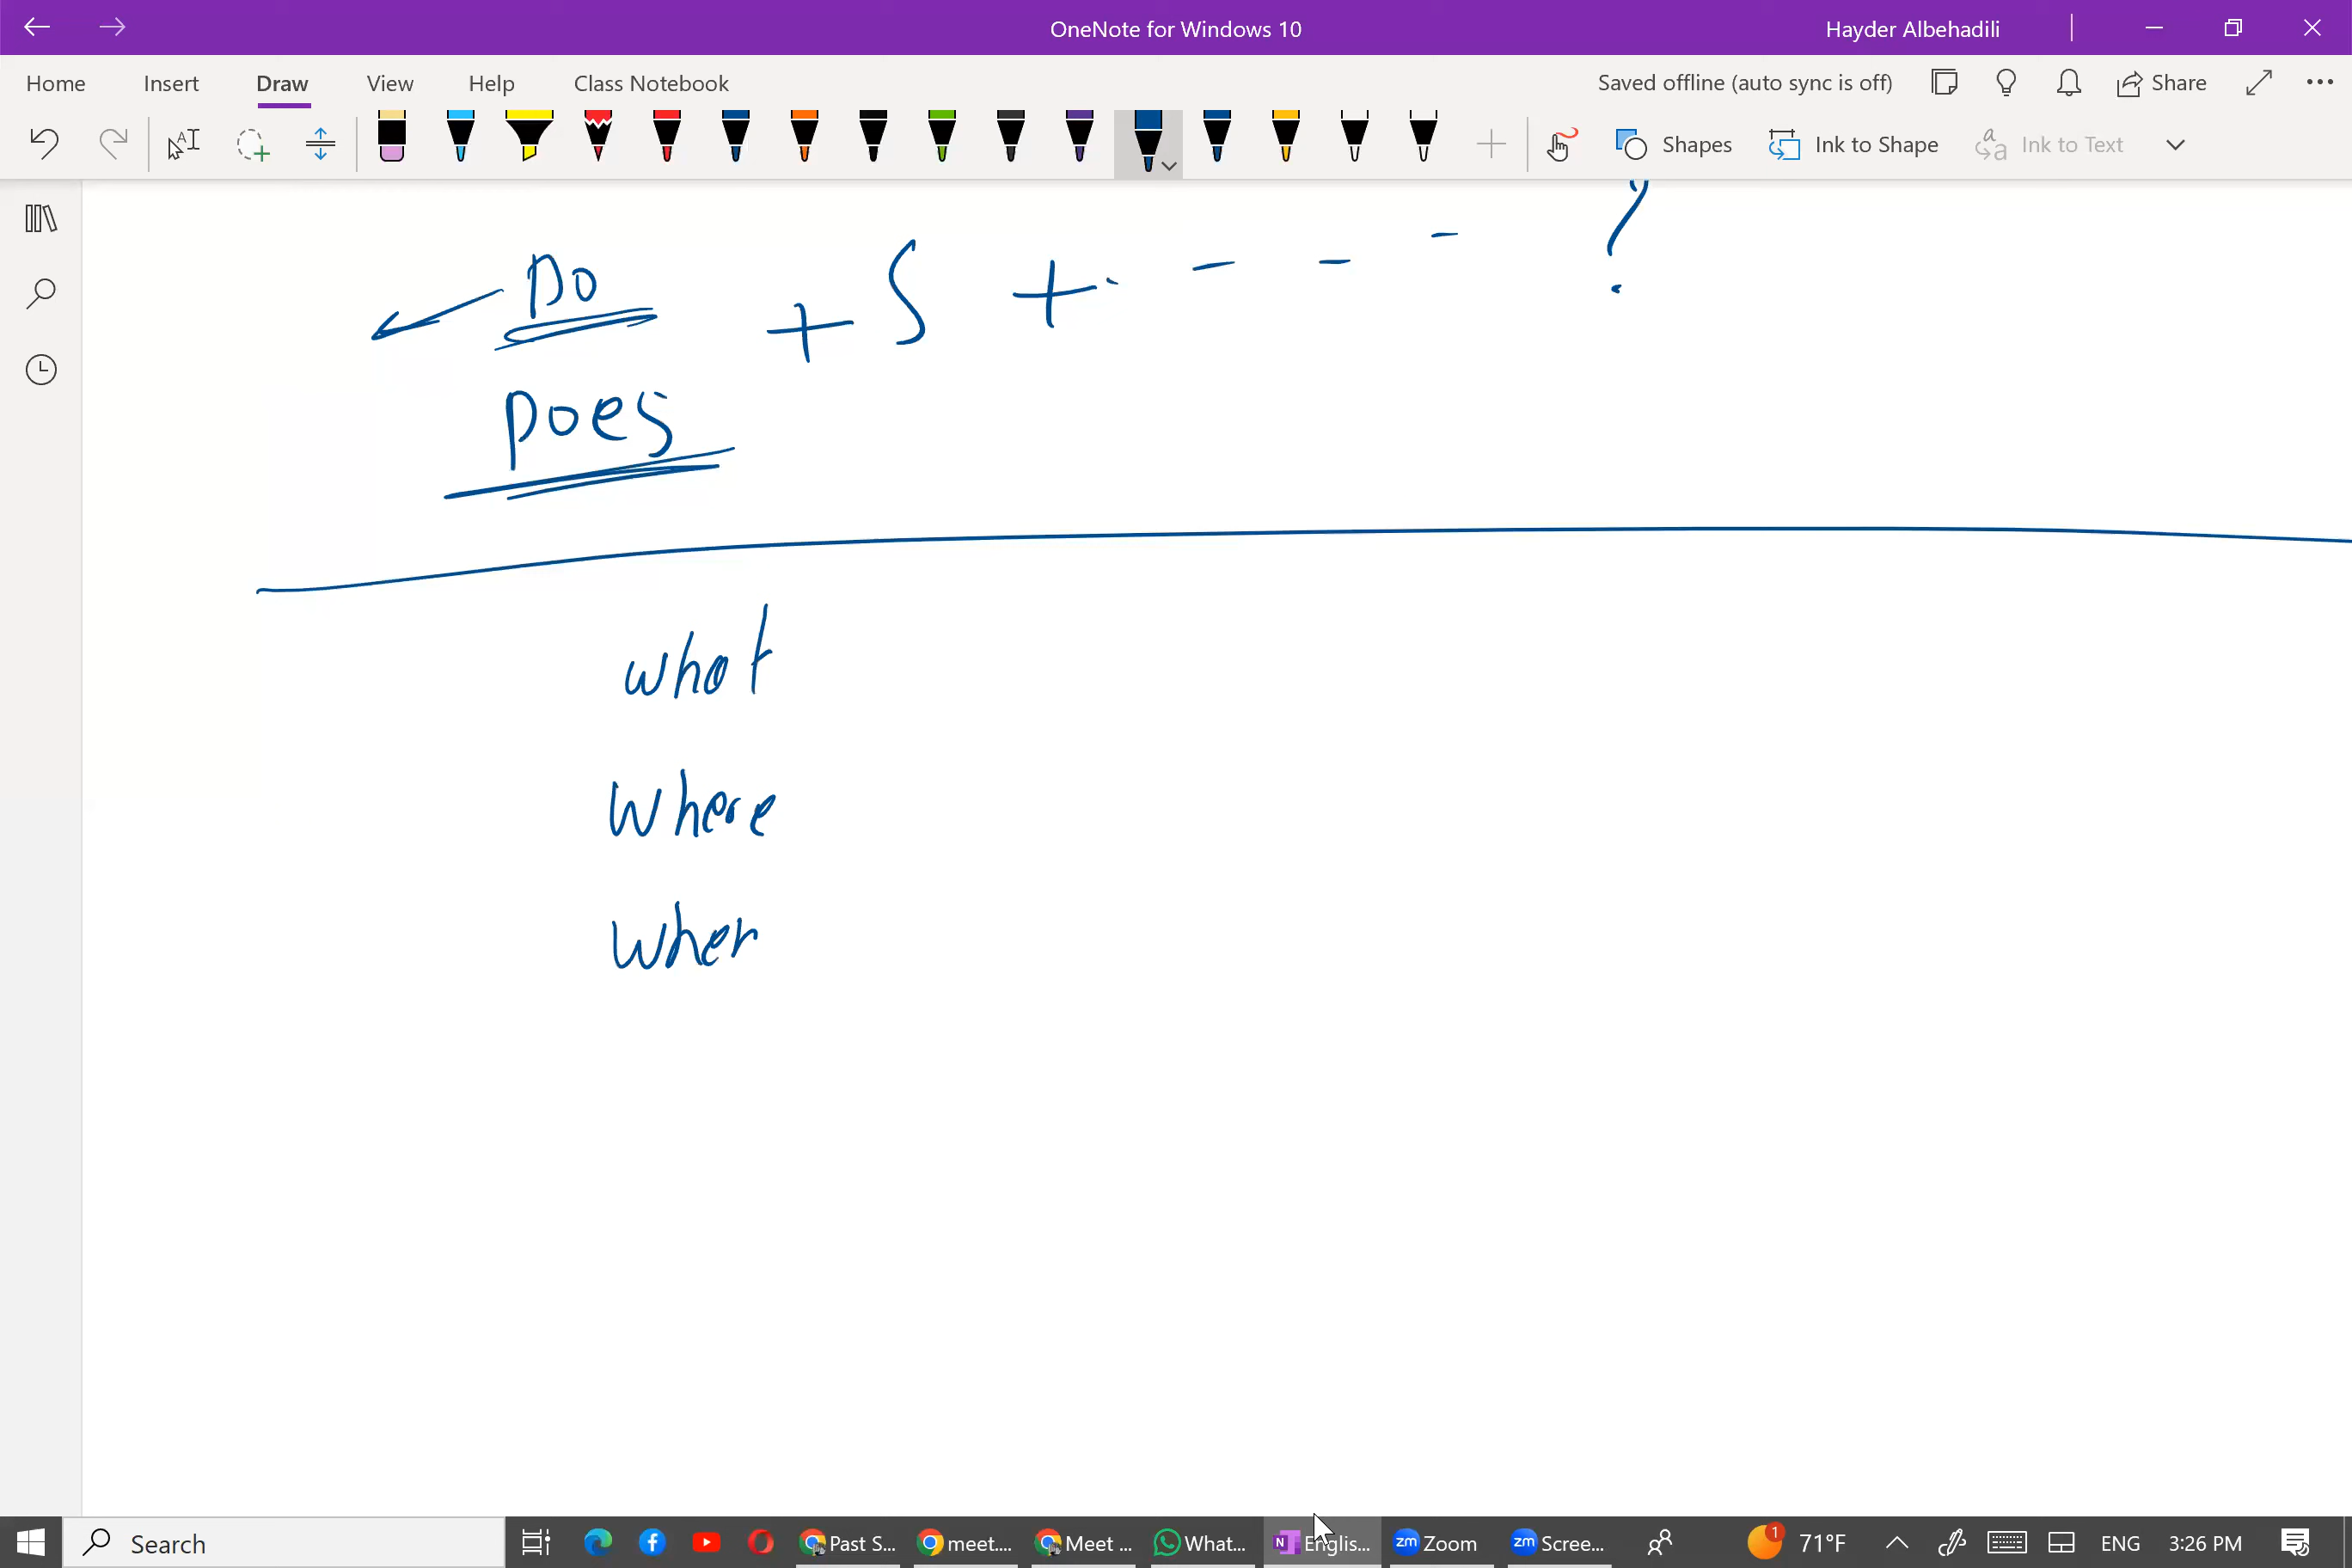 OneNote for Windows 10
Hayder Albehadili
Home Insert Draw View Help Class Notebook
Saved offline (auto sync is off) Share
Shapes Ink to Shape Ink to Text
Do + S + - - - ?
Does
what
where
when
Search
Past S... meet.... Meet ... What... Englis... Zoom Scree... 1 71°F ENG 3:26 PM